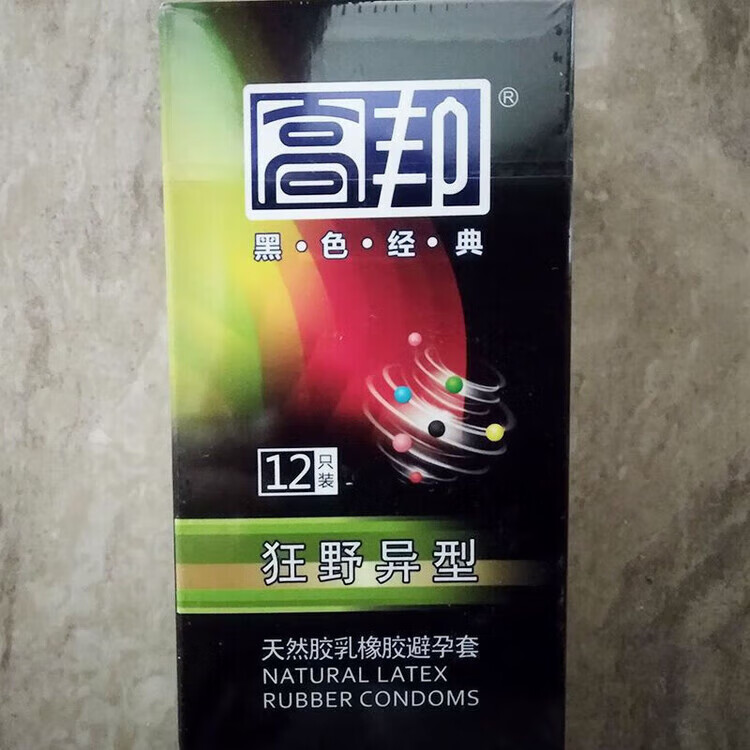 高邦®
黑·色·经·典
12只装
狂野异型
天然胶乳橡胶避孕套
NATURAL LATEX
RUBBER CONDOMS